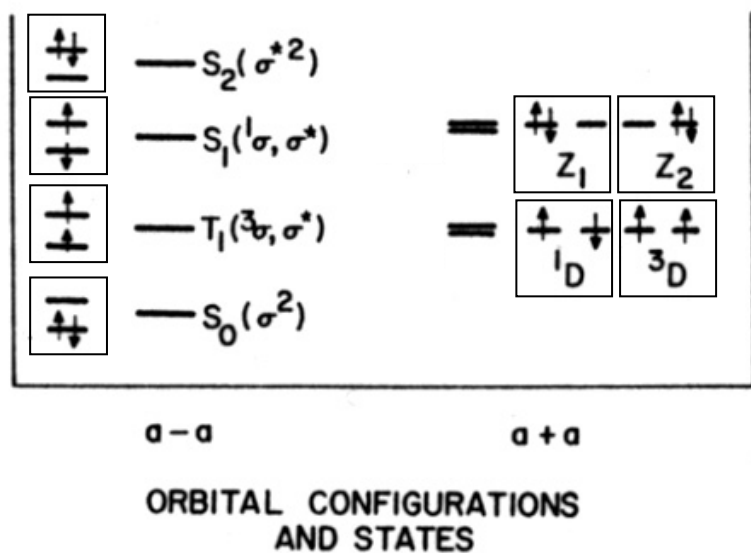 S₂(σ*²)
S₁(¹σ, σ*)
Z₁ Z₂
T₁(³σ, σ*)
¹D ³D
S₀(σ²)
a – a a + a
ORBITAL CONFIGURATIONS
AND STATES